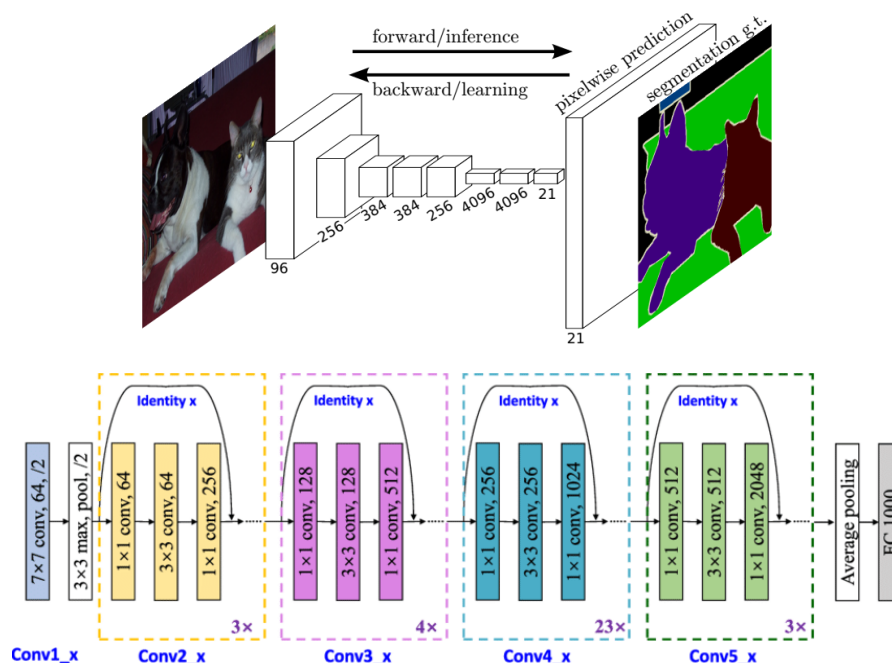 forward/inference
backward/learning
pixelwise prediction
segmentation g.t.
96
256
384
384
256
4096
4096
21
21
7×7 conv, 64, /2
3×3 max, pool, /2
Identity x
1×1 conv, 64
3×3 conv, 64
1×1 conv, 256
3×
Identity x
1×1 conv, 128
3×3 conv, 128
1×1 conv, 512
4×
Identity x
1×1 conv, 256
3×3 conv, 256
1×1 conv, 1024
23×
Identity x
1×1 conv, 512
3×3 conv, 512
1×1 conv, 2048
3×
Average pooling
FC, 1000
Conv1_x
Conv2_x
Conv3_x
Conv4_x
Conv5_x